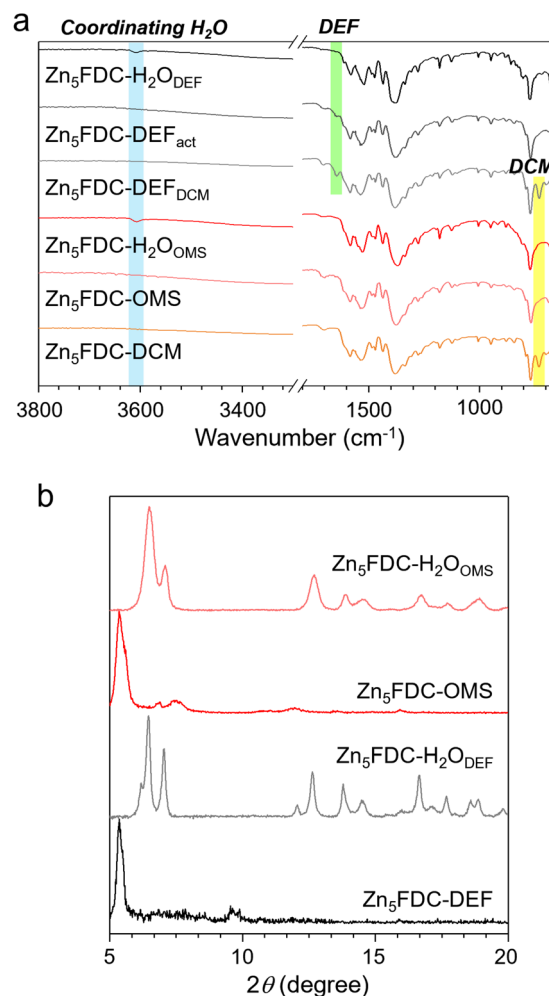 a
Coordinating H2O
DEF
Zn5FDC-H2ODEF
Zn5FDC-DEFact
Zn5FDC-DEFDCM
DCM
Zn5FDC-H2OOMS
Zn5FDC-OMS
Zn5FDC-DCM
3800 3600 3400 1500 1000
Wavenumber (cm-1)
b
Zn5FDC-H2OOMS
Zn5FDC-OMS
Zn5FDC-H2ODEF
Zn5FDC-DEF
5 10 15 20
2θ (degree)